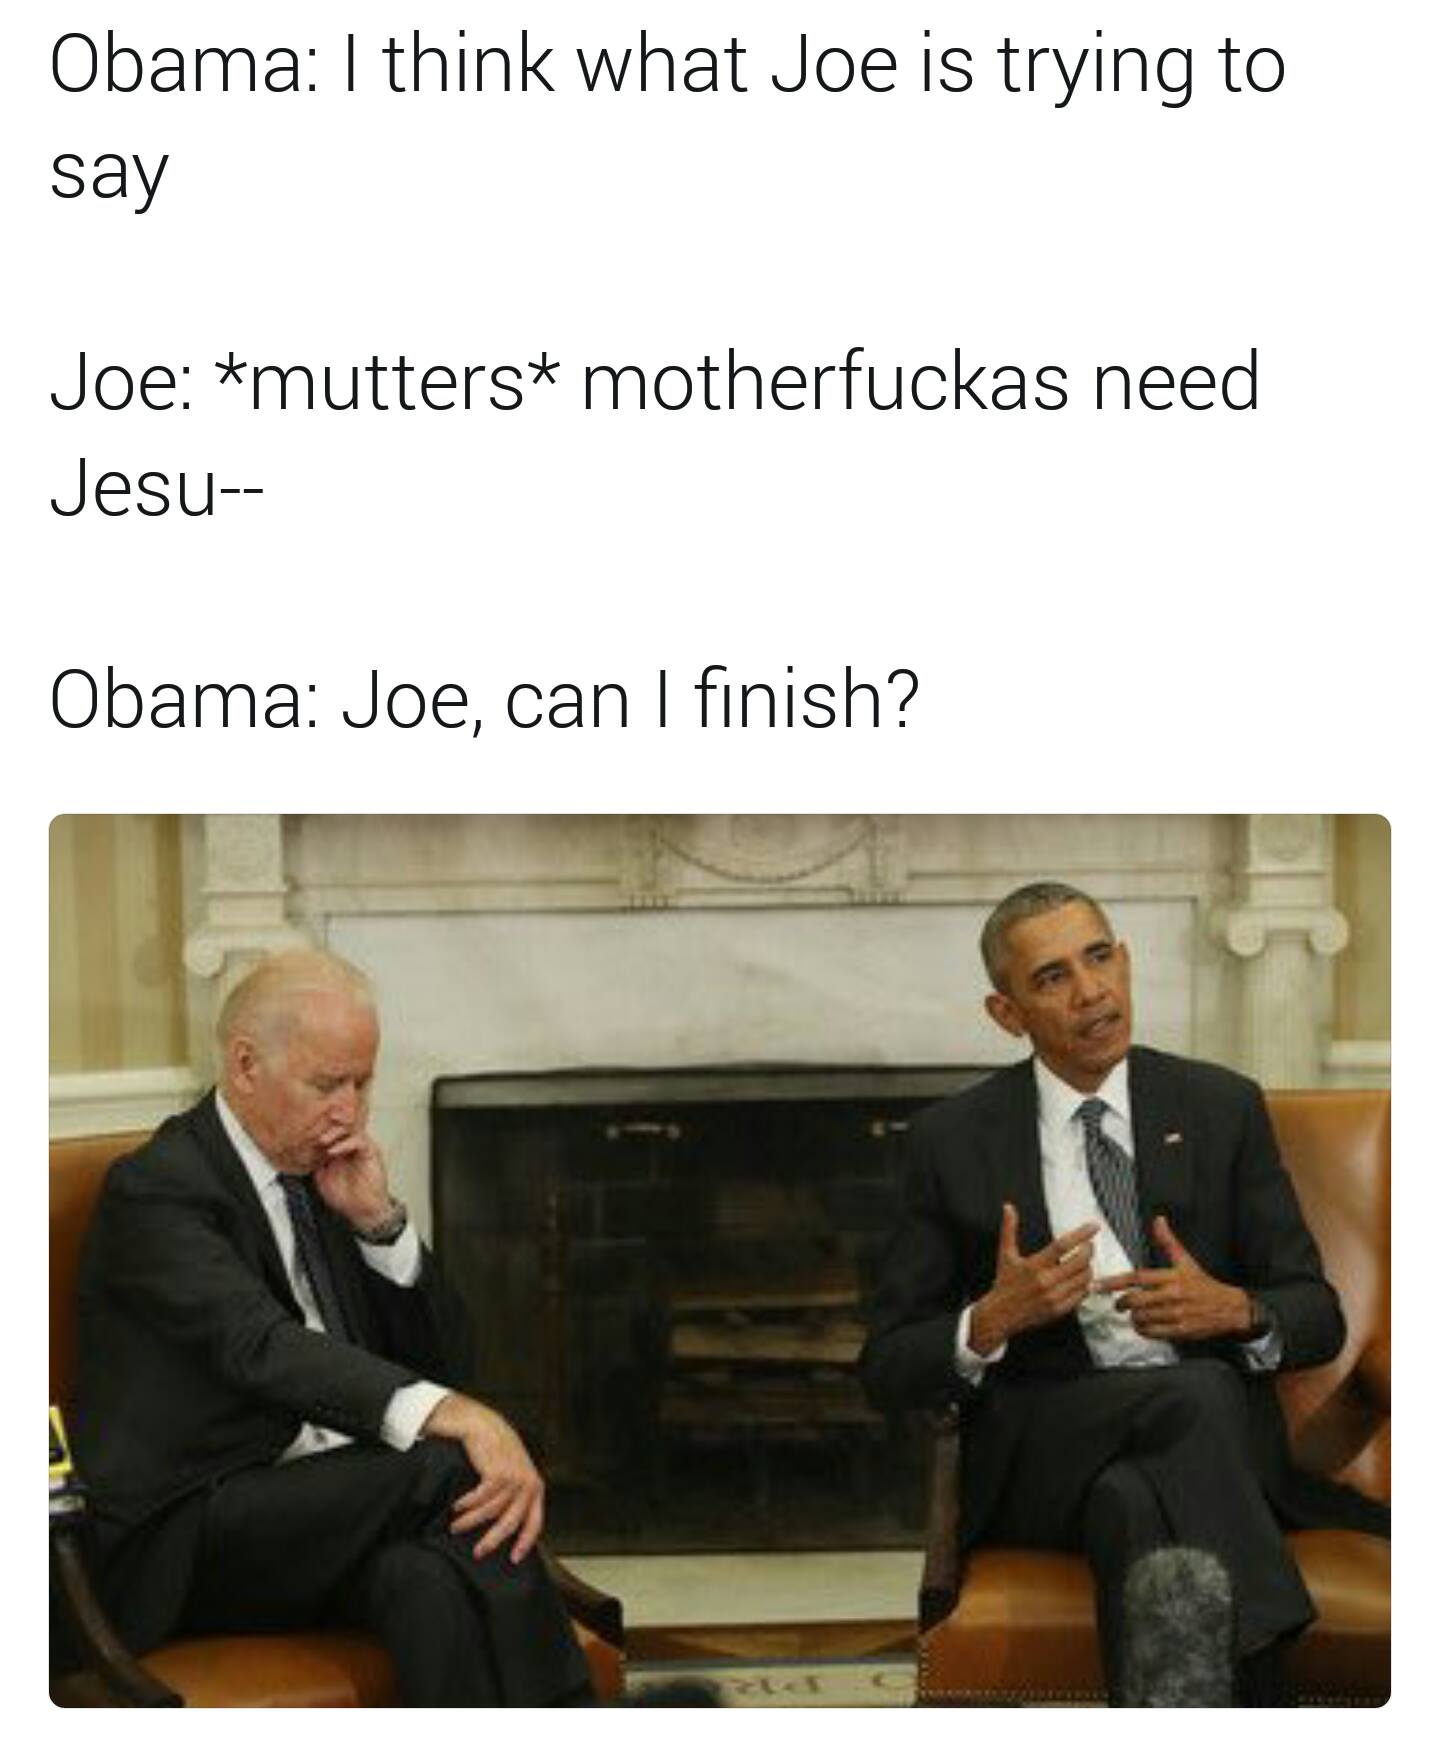 Obama: I think what Joe is trying to
say
Joe: *mutters* motherfuckas need
Jesu--
Obama: Joe, can I finish?